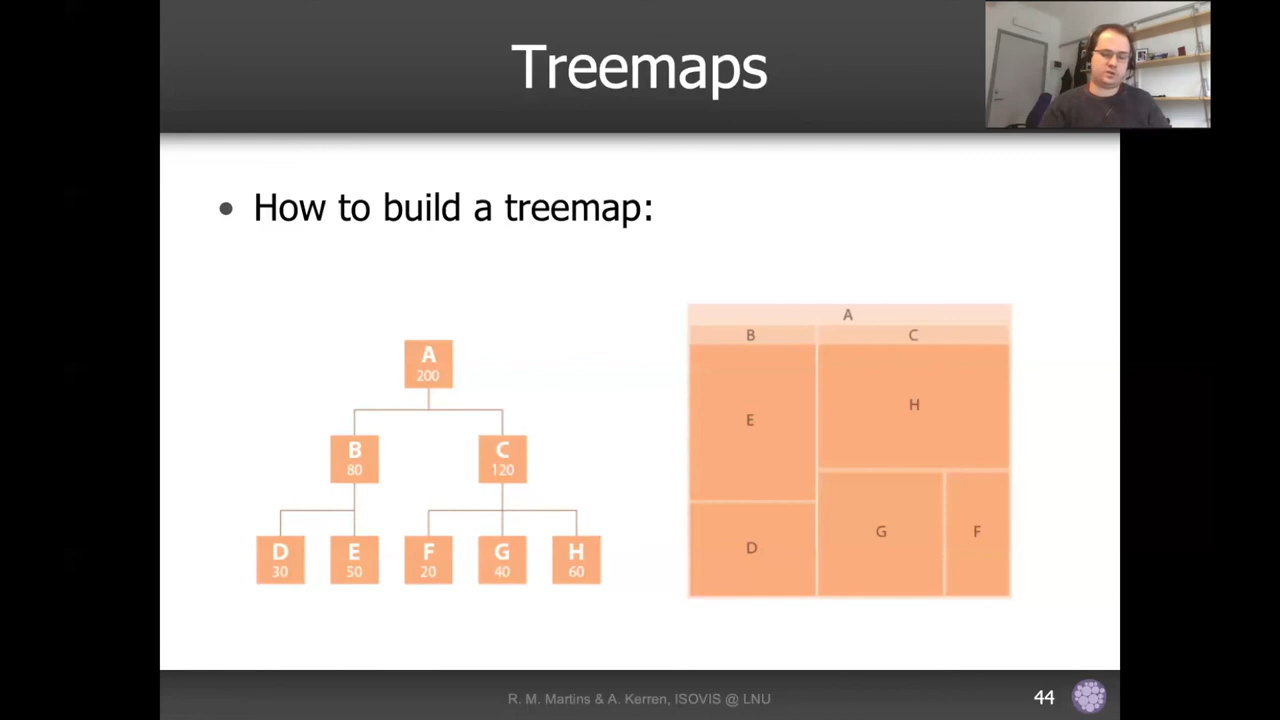 Treemaps
• How to build a treemap:
A
200
B
80
C
120
D
30
E
50
F
20
G
40
H
60
A
B
C
E
H
D
G
F
R. M. Martins & A. Kerren, ISOVIS @ LNU
44